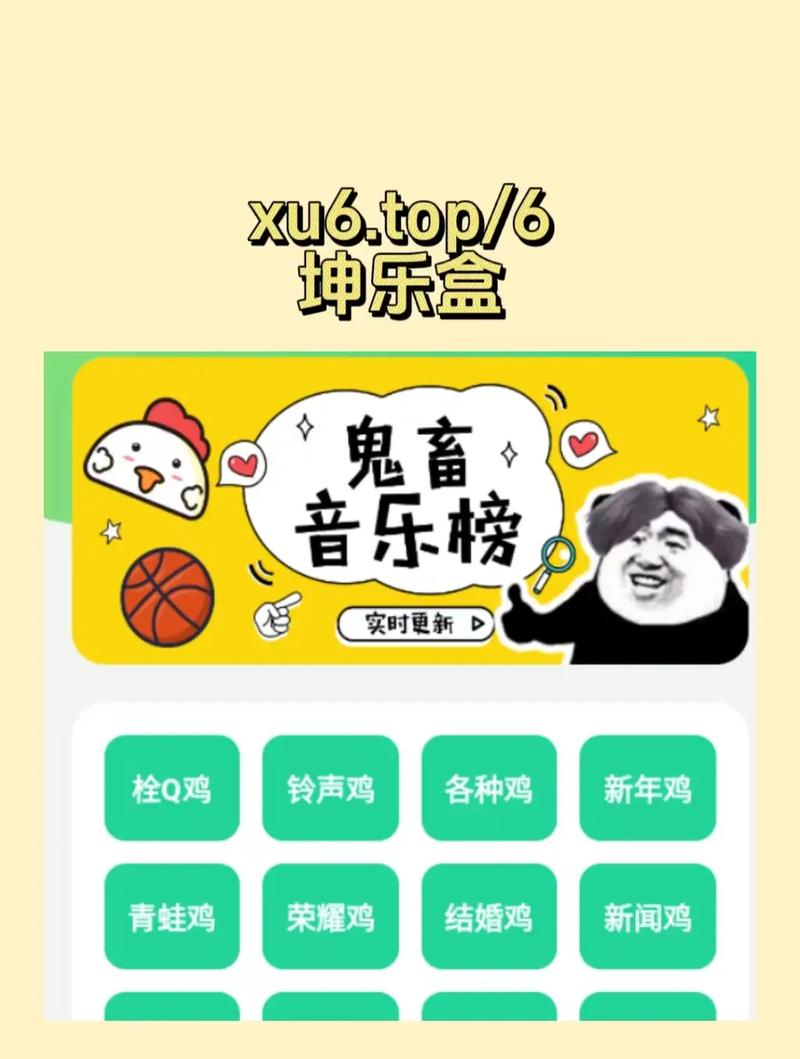 xu6.top/6
坤乐盒
鬼畜
音乐榜
实时更新
栓Q鸡 铃声鸡 各种鸡 新年鸡
青蛙鸡 荣耀鸡 结婚鸡 新闻鸡